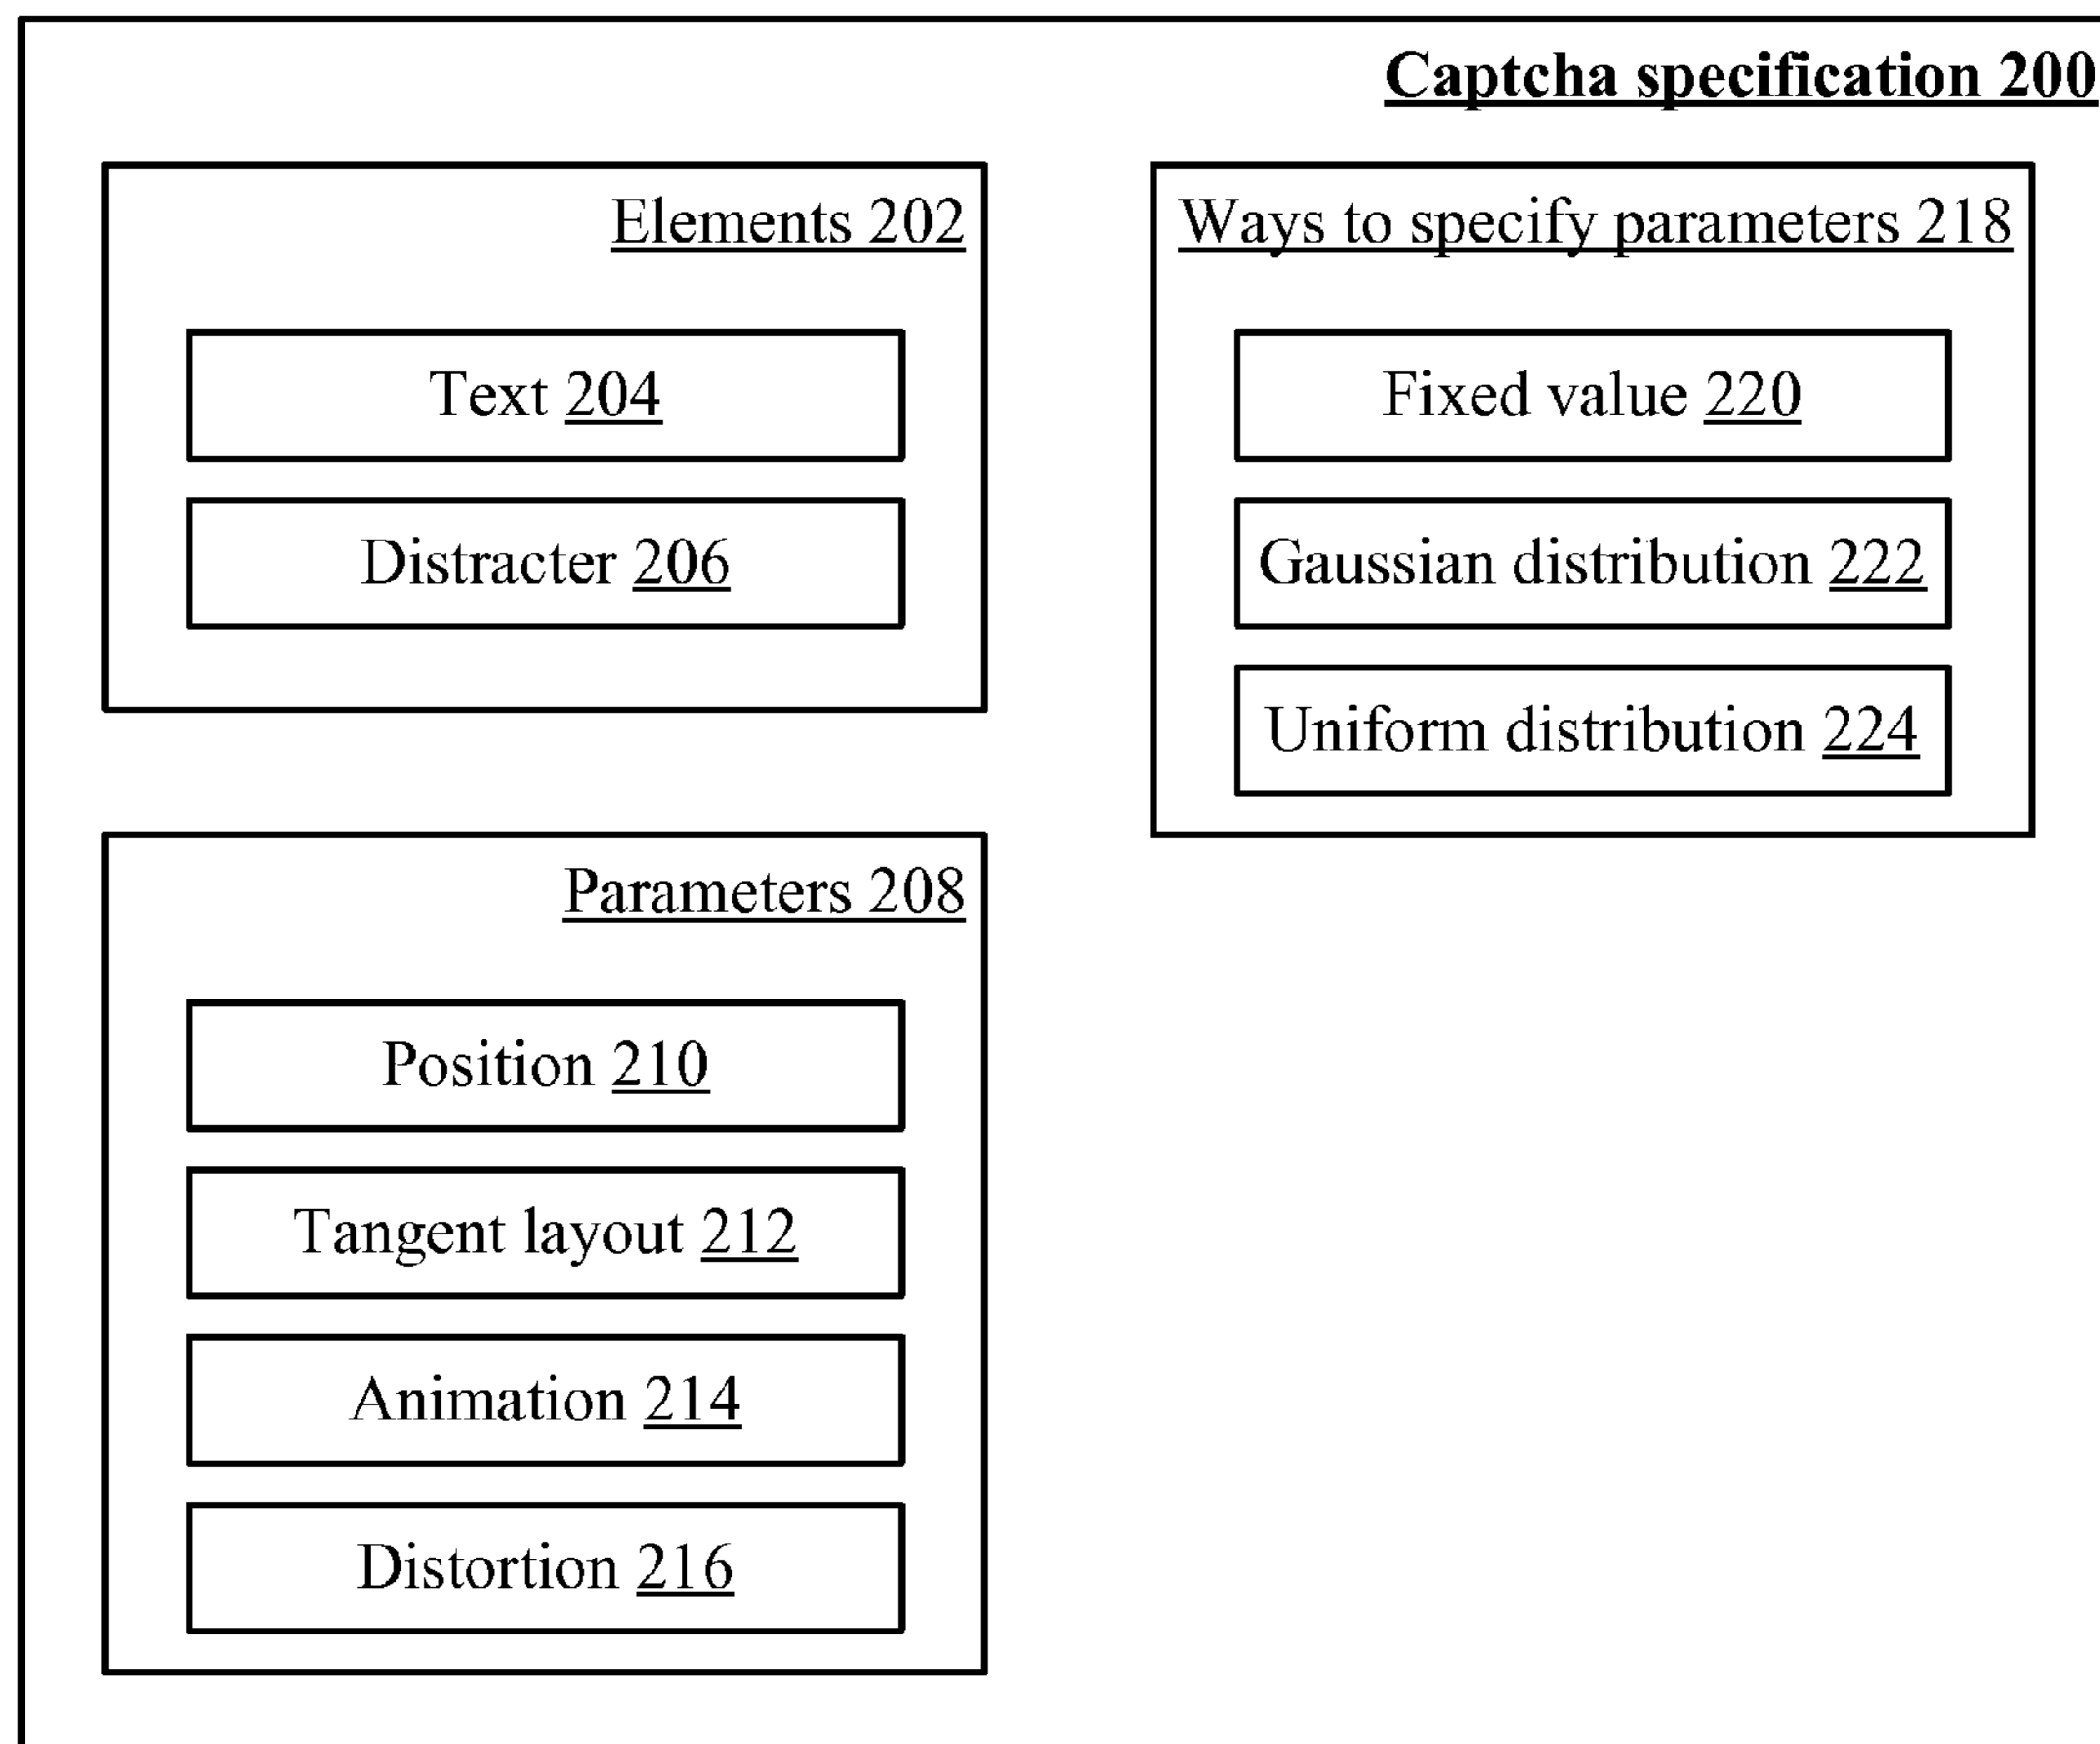 Captcha specification 200
Elements 202
Text 204
Distracter 206
Parameters 208
Position 210
Tangent layout 212
Animation 214
Distortion 216
Ways to specify parameters 218
Fixed value 220
Gaussian distribution 222
Uniform distribution 224